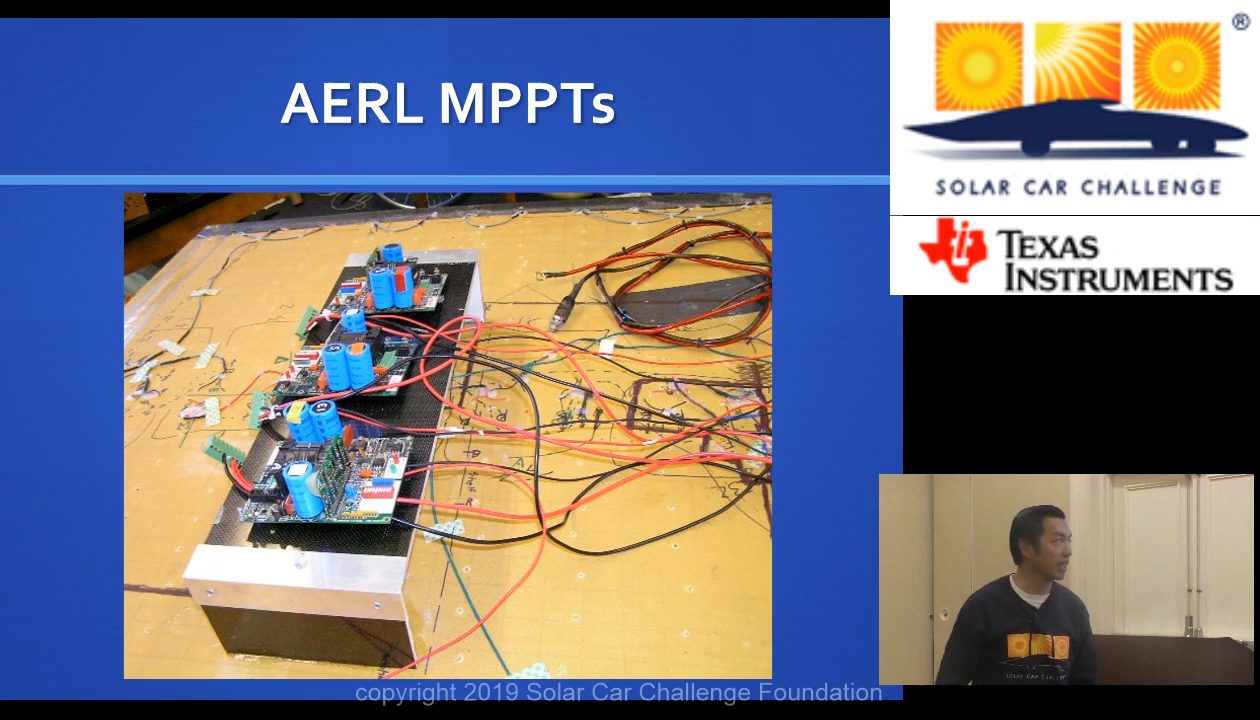 AERL MPPTs
®
SOLAR CAR CHALLENGE
TEXAS
INSTRUMENTS
copyright 2019 Solar Car Challenge Foundation